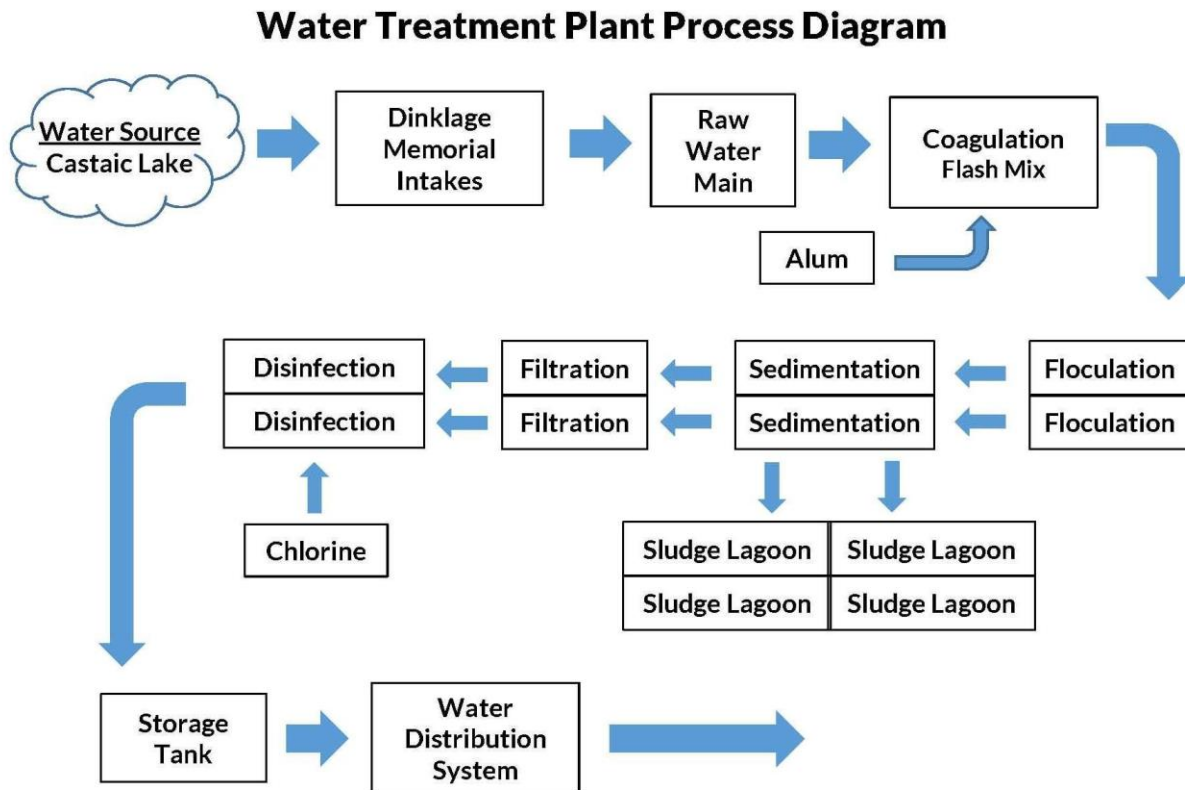 Water Treatment Plant Process Diagram
Water Source
Castaic Lake
Dinklage
Memorial
Intakes
Raw
Water
Main
Coagulation
Flash Mix
Alum
Disinfection
Filtration
Sedimentation
Floculation
Disinfection
Filtration
Sedimentation
Floculation
Chlorine
Sludge Lagoon
Sludge Lagoon
Sludge Lagoon
Sludge Lagoon
Storage
Tank
Water
Distribution
System